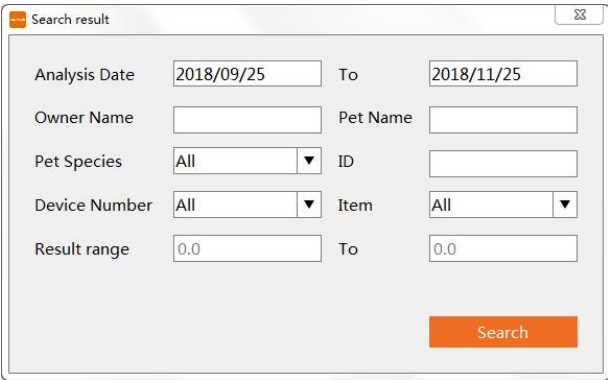 Search result
Analysis Date 2018/09/25 To 2018/11/25
Owner Name Pet Name
Pet Species All ID
Device Number All Item All
Result range 0.0 To 0.0
Search